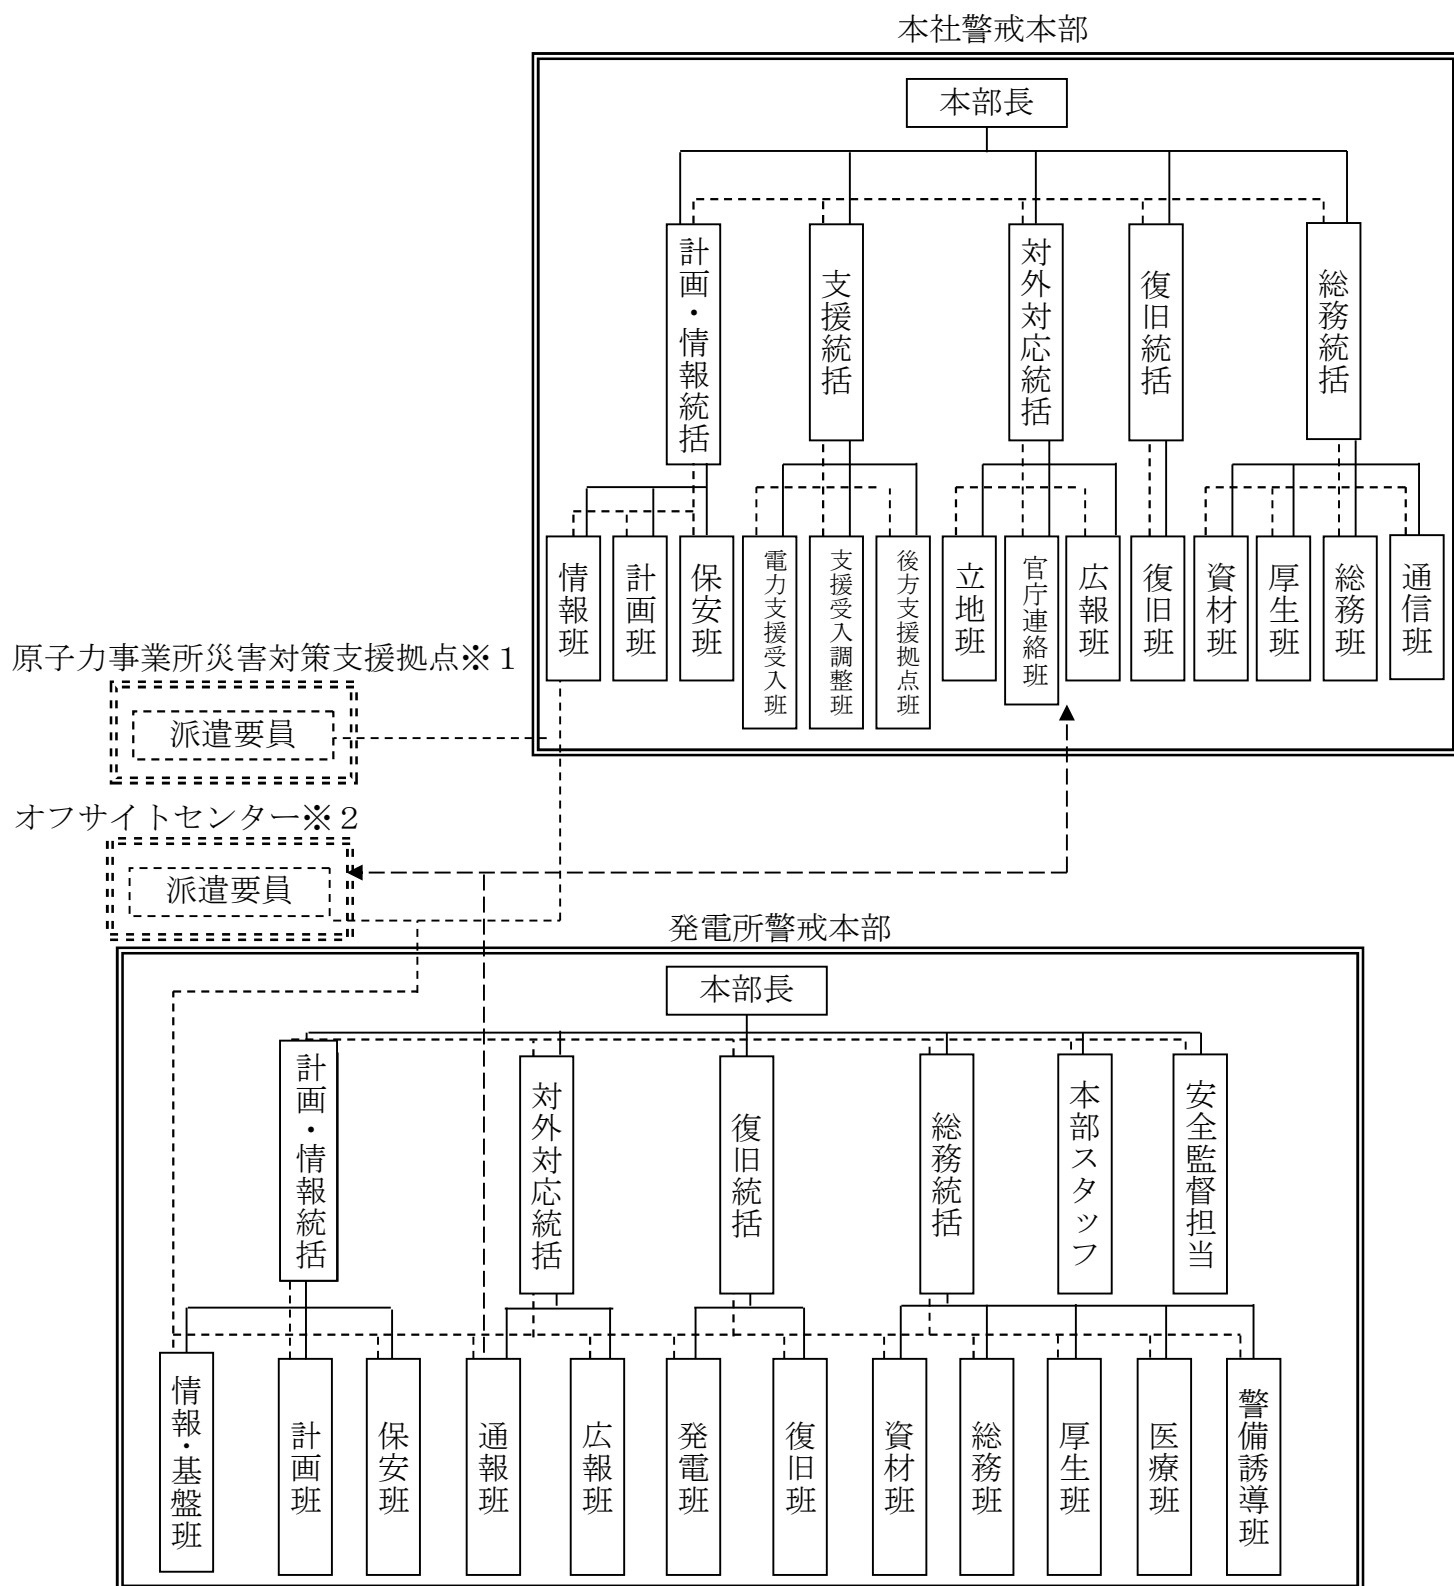 本社警戒本部
本部長
計画・情報統括
支援統括
対外対応統括
復旧統括
総務統括
情報班
計画班
保安班
電力支援受入班
支援受入調整班
後方支援拠点班
立地班
官庁連絡班
広報班
復旧班
資材班
厚生班
総務班
通信班
原子力事業所災害対策支援拠点※1
派遣要員
オフサイトセンター※2
派遣要員
発電所警戒本部
本部長
計画・情報統括
対外対応統括
復旧統括
総務統括
本部スタッフ
安全監督担当
情報・基盤班
計画班
保安班
通報班
広報班
発電班
復旧班
資材班
総務班
厚生班
医療班
警備誘導班